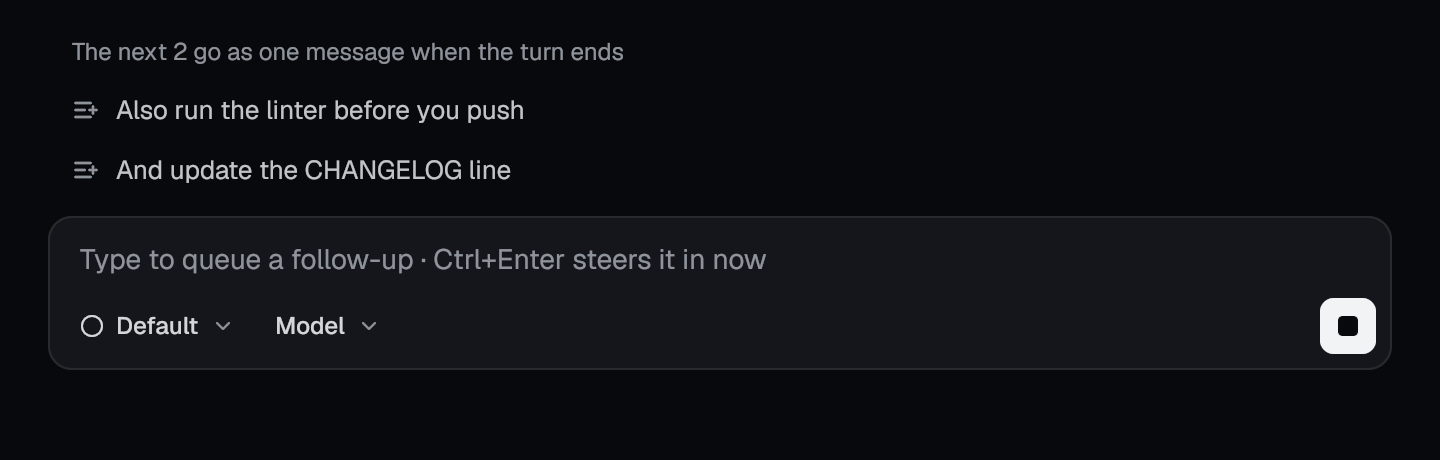 The next 2 go as one message when the turn ends
Also run the linter before you push
And update the CHANGELOG line
Type to queue a follow-up · Ctrl+Enter steers it in now
Default Model